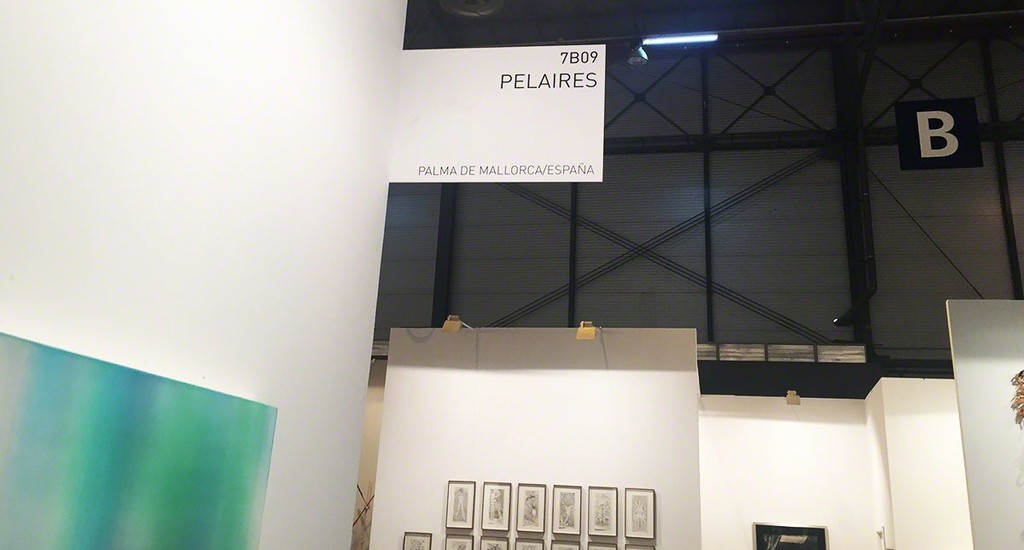 7B09
PELAIRES
PALMA DE MALLORCA/ESPAÑA
B